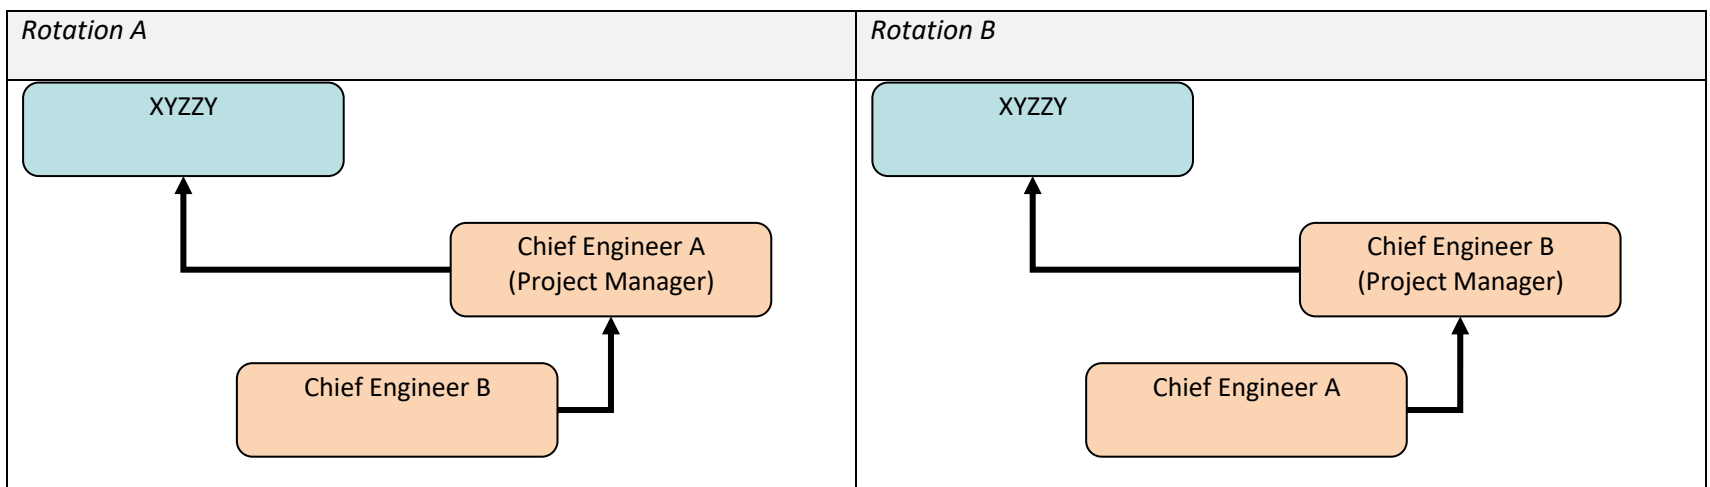 Rotation A
Rotation B
XYZZY
Chief Engineer A
(Project Manager)
Chief Engineer B
XYZZY
Chief Engineer B
(Project Manager)
Chief Engineer A